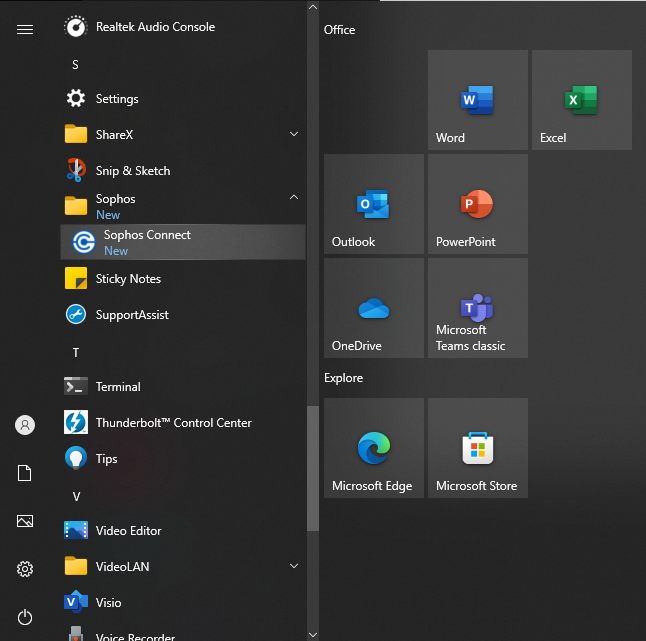 Realtek Audio Console
S
Settings
ShareX
Snip & Sketch
Sophos
New
Sophos Connect
New
Sticky Notes
SupportAssist
T
Terminal
Thunderbolt™ Control Center
Tips
V
Video Editor
VideoLAN
Visio
Voice Recorder
Office
Word
Excel
Outlook
PowerPoint
OneDrive
Microsoft
Teams classic
Explore
Microsoft Edge
Microsoft Store